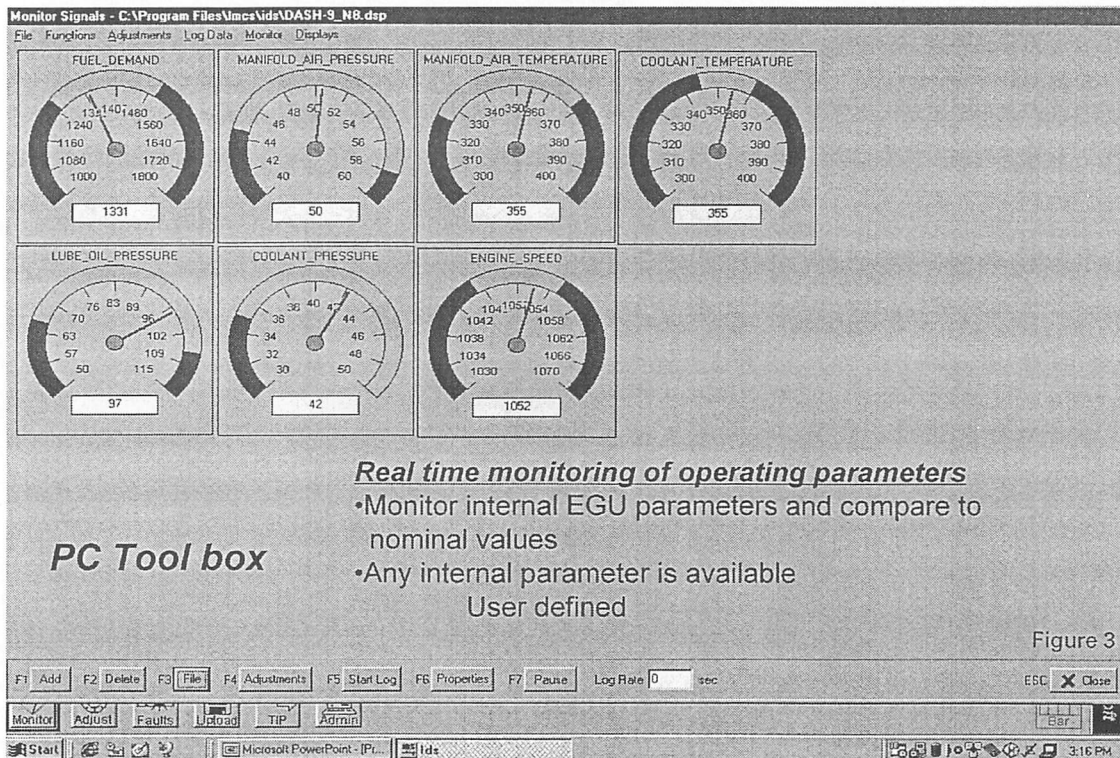 Monitor Signals - C:\Program Files\lmcs\ids\DASH-9_N8.dsp
File Functions Adjustments Log Data Monitor Displays
FUEL_DEMAND
1000 1080 1160 1240 1480 1560 1640 1720 1800
1331
MANIFOLD_AIR_PRESSURE
40 42 44 46 48 50 52 54 56 56 60
50
MANIFOLD_AIR_TEMPERATURE
300 310 320 330 340 350 360 370 380 390 400
355
COOLANT_TEMPERATURE
300 310 320 330 340 350 360 370 380 390 400
355
LUBE_OIL_PRESSURE
50 57 63 70 76 83 89 96 102 109 115
97
COOLANT_PRESSURE
30 32 34 36 38 40 42 44 46 48 50
42
ENGINE_SPEED
1030 1034 1038 1042 1054 1058 1062 1066 1070
1052
Real time monitoring of operating parameters
•Monitor internal EGU parameters and compare to
nominal values
PC Tool box
•Any internal parameter is available
User defined
Figure 3
F1 Add F2 Delete F3 File F4 Adjustments F5 Start Log F6 Properties F7 Pause Log Rate 0 sec ESC Close
Monitor Adjust Faults Upload TIP Admin Bar
Start Microsoft PowerPoint - [Pr... Ids 3:16 PM